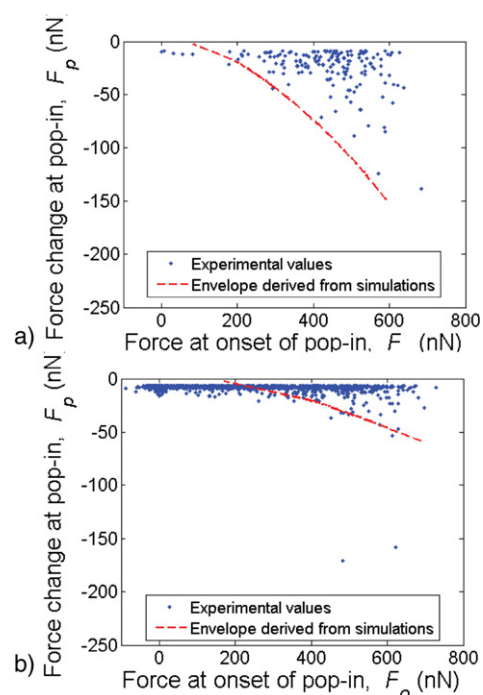 0
-50
-100
-150
-200
-250
Force change at pop-in, F p (nN)
Experimental values
Envelope derived from simulations
0 200 400 600 800
a)
Force at onset of pop-in, F (nN)
0
-50
-100
-150
-200
-250
Force change at pop-in, F p (nN)
Experimental values
Envelope derived from simulations
0 200 400 600 800
b)
Force at onset of pop-in, F (nN)